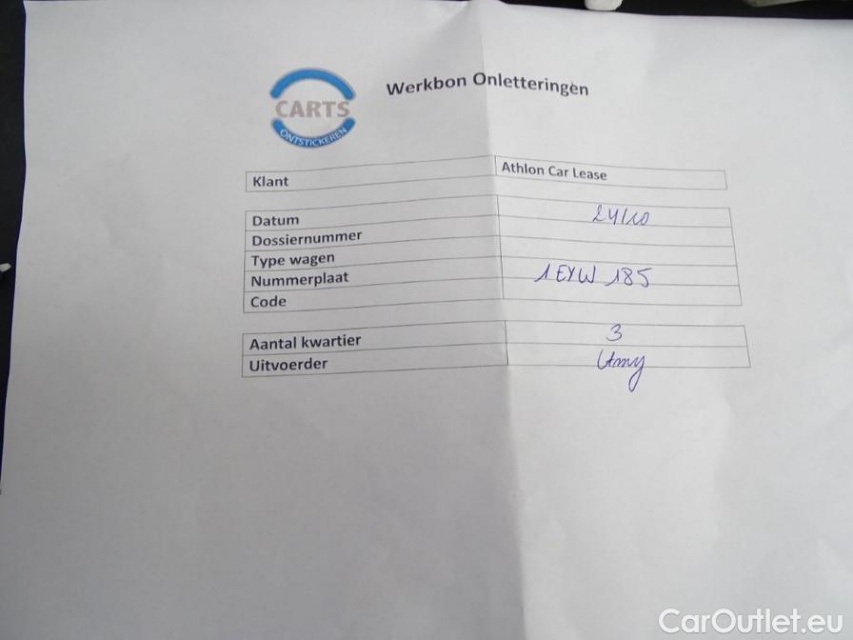 CARTS
ONTSTICKEREN
Werkbon Onletteringen
Klant Athlon Car Lease
Datum 24/10
Dossiernummer
Type wagen
Nummerplaat 1EYW 185
Code
Aantal kwartier 3
Uitvoerder
CarOutlet.eu